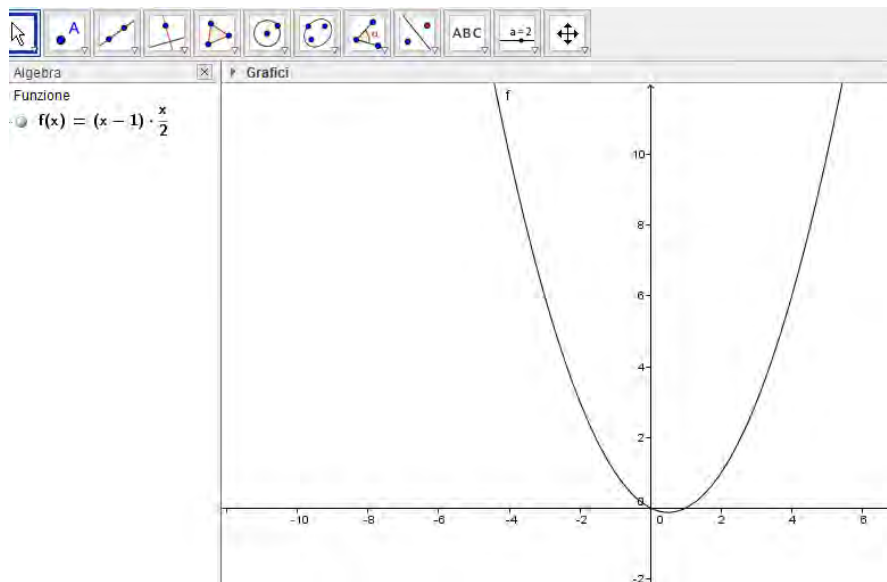 A
α
ABC
a=2
Algebra
Grafici
Funzione
f(x) = (x − 1) · x/2
f
10
8
6
4
2
0
-10
-8
-6
-4
-2
0
2
4
6
-2